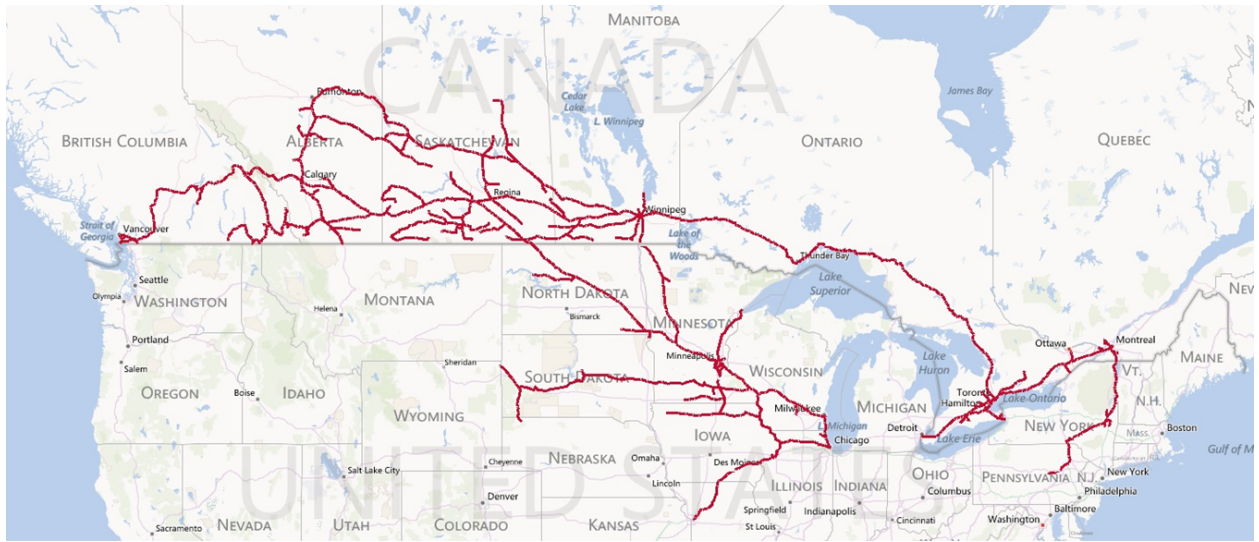 MANITOBA
CANADA
James Bay
Edmonton
Cedar
Lake
L. Winnipeg
BRITISH COLUMBIA
ALBERTA
SASKATCHEWAN
ONTARIO
QUEBEC
Calgary
Regina
Winnipeg
Strait of
Georgia
Vancouver
Lake of
the
Woods
Thunder Bay
Seattle
Lake
Superior
Olympia
WASHINGTON
MONTANA
NORTH DAKOTA
Helena
Bismarck
MINNESOTA
Portland
Ottawa
Montreal
MAINE
Minneapolis
Lake
Huron
Salem
Sheridan
SOUTH DAKOTA
WISCONSIN
VT.
OREGON
Boise
IDAHO
Toronto
Lake Ontario
N.H.
WYOMING
Milwaukee
MICHIGAN
Hamilton
L. Michigan
Detroit
NEW YORK
Mass.
Boston
IOWA
Chicago
Lake Erie
Gulf of M
UNITED STATES
Salt Lake City
Cheyenne
NEBRASKA
Omaha
Des Moines
Lincoln
ILLINOIS
INDIANA
OHIO
PENNSYLVANIA
N.J.
New York
Columbus
Philadelphia
Denver
Springfield
Indianapolis
Baltimore
Sacramento
NEVADA
UTAH
COLORADO
KANSAS
St Louis
Cincinnati
Washington